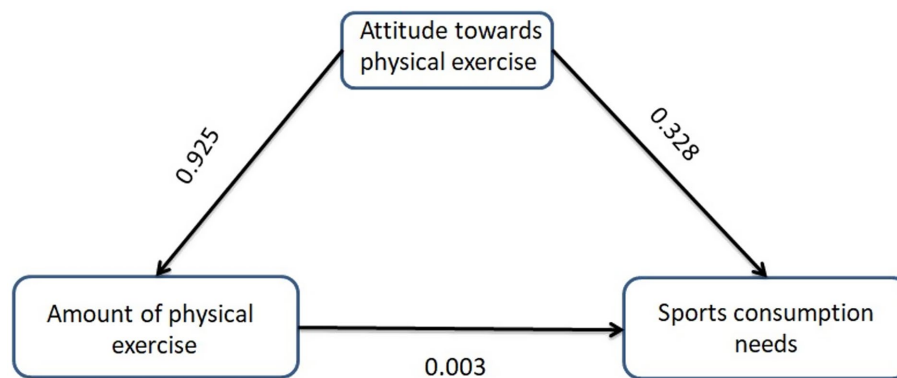 Attitude towards
physical exercise
0.925
0.328
Amount of physical
exercise
Sports consumption
needs
0.003